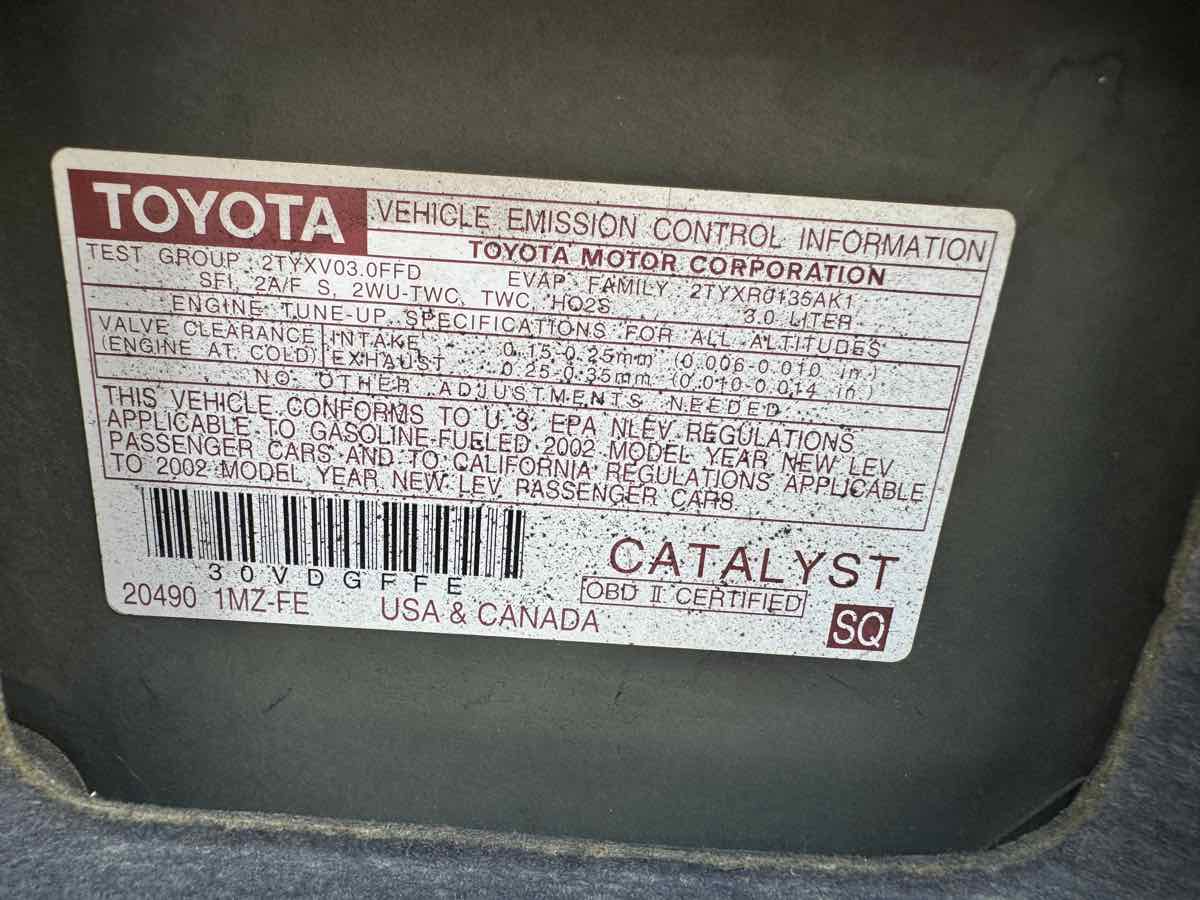 TOYOTA VEHICLE EMISSION CONTROL INFORMATION
TOYOTA MOTOR CORPORATION
TEST GROUP 2TYXV03.0FFD EVAP FAMILY 2TYXR0135AK1
SFI, 2A/F S, 2WU-TWC, TWC, HO2S 3.0 LITER
ENGINE TUNE-UP SPECIFICATIONS FOR ALL ALTITUDES
VALVE CLEARANCE INTAKE 0.15-0.25mm (0.006-0.010 in.)
(ENGINE AT COLD) EXHAUST 0.25-0.35mm (0.010-0.014 in.)
NO OTHER ADJUSTMENTS NEEDED
THIS VEHICLE CONFORMS TO U.S. EPA NLEV REGULATIONS
APPLICABLE TO GASOLINE-FUELED 2002 MODEL YEAR NEW LEV
PASSENGER CARS AND TO CALIFORNIA REGULATIONS APPLICABLE
TO 2002 MODEL YEAR NEW LEV PASSENGER CARS.
30VDGFFE
CATALYST
OBD II CERTIFIED
20490 1MZ-FE USA & CANADA SQ